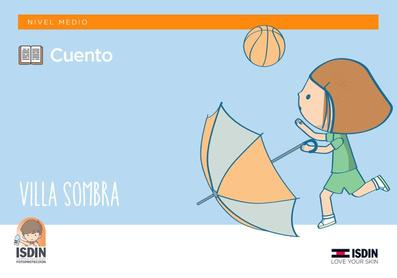 NIVEL MEDIO
Cuento
VILLA SOMBRA
ISDIN
FOTOPROTECCIÓN
ISDIN
LOVE YOUR SKIN